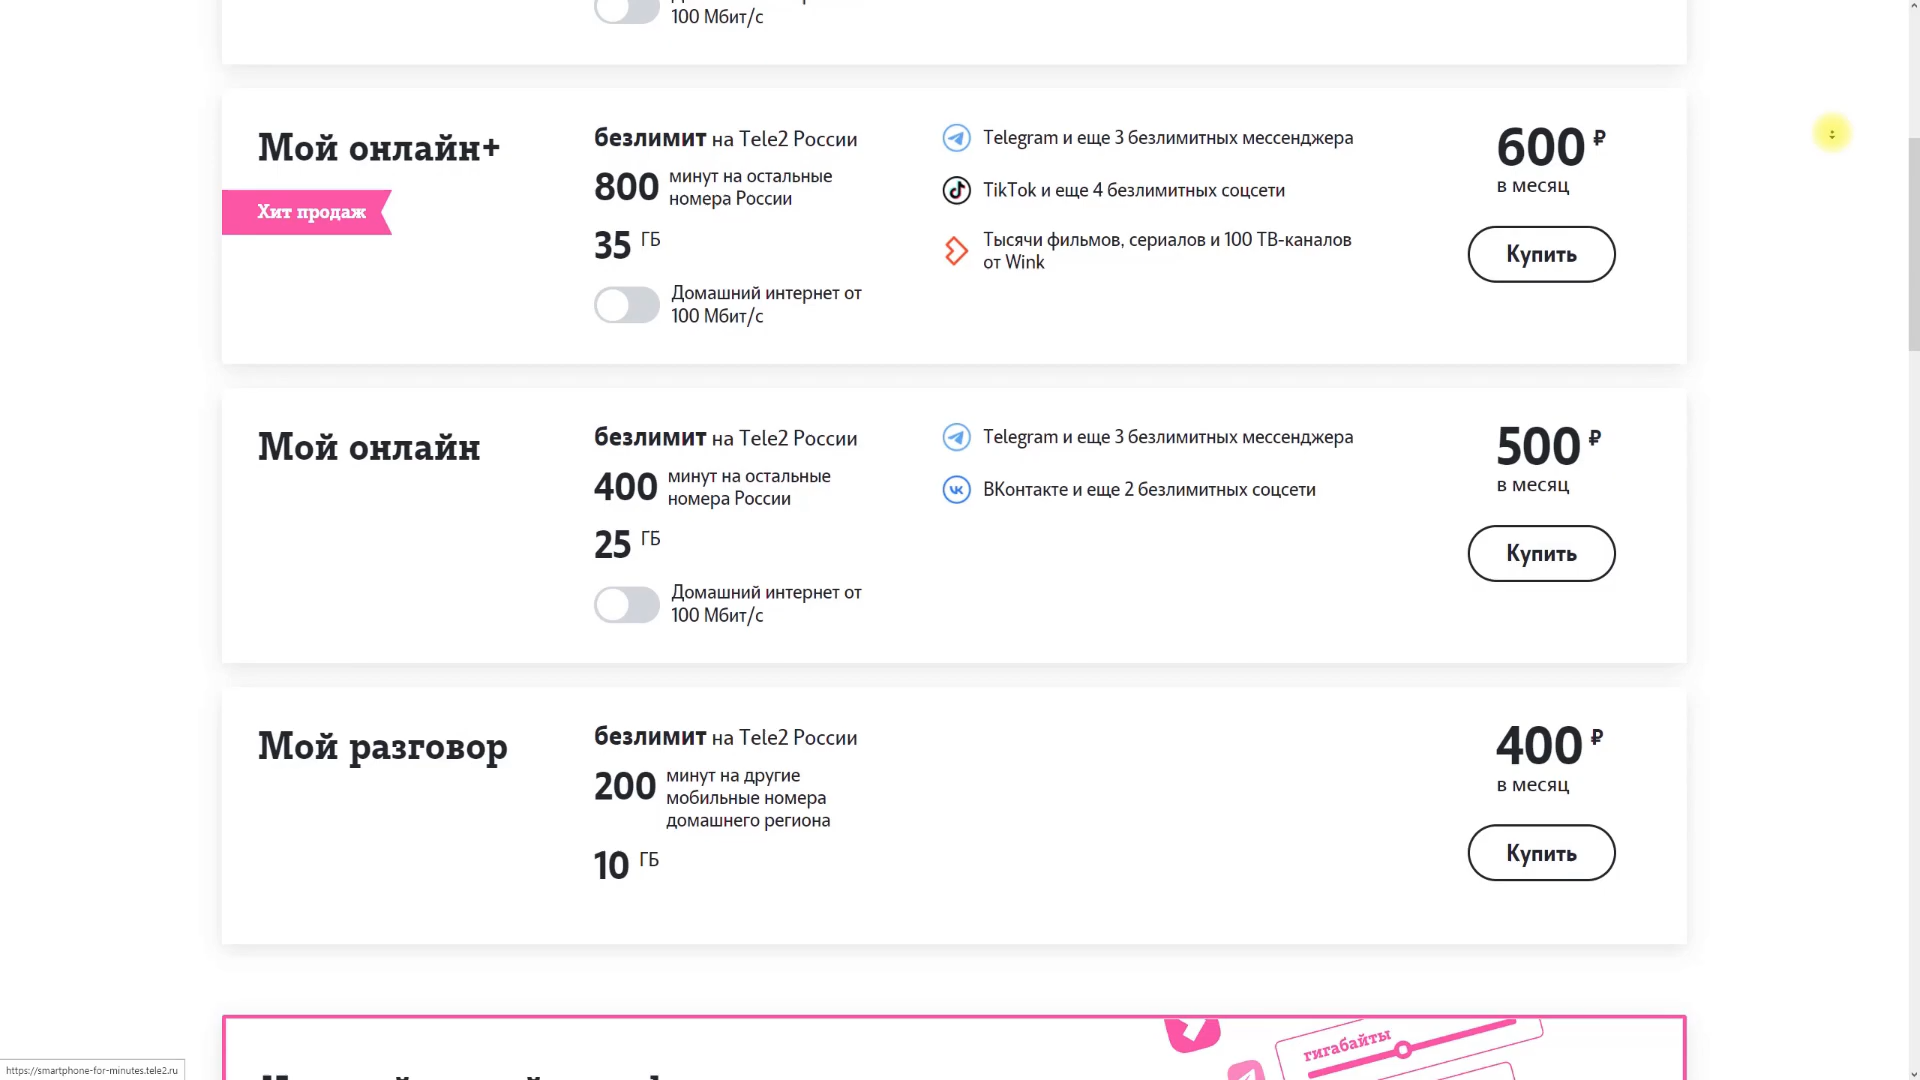 100 Мбит/с
Мой онлайн+
Хит продаж
безлимит на Tele2 России
800 минут на остальные
номера России
35 ГБ
Домашний интернет от
100 Мбит/с
Telegram и еще 3 безлимитных мессенджера
TikTok и еще 4 безлимитных соцсети
Тысячи фильмов, сериалов и 100 ТВ-каналов
от Wink
600 ₽
в месяц
Купить
Мой онлайн
безлимит на Tele2 России
400 минут на остальные
номера России
25 ГБ
Домашний интернет от
100 Мбит/с
Telegram и еще 3 безлимитных мессенджера
ВКонтакте и еще 2 безлимитных соцсети
500 ₽
в месяц
Купить
Мой разговор
безлимит на Tele2 России
200 минут на другие
мобильные номера
домашнего региона
10 ГБ
400 ₽
в месяц
Купить
гигабайты
https://smartphone-for-minutes.tele2.ru